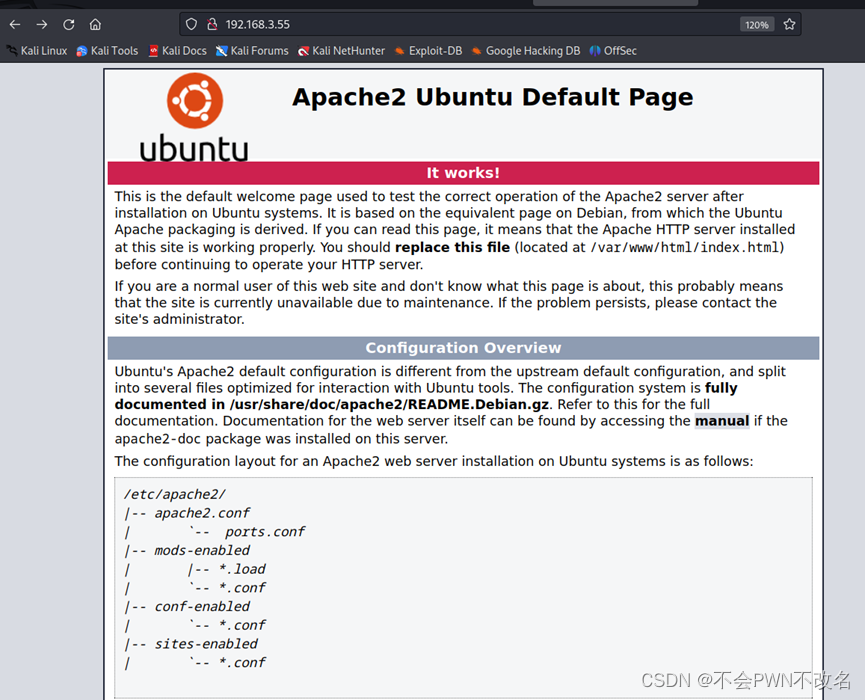 192.168.3.55
120%
Kali Linux Kali Tools Kali Docs Kali Forums Kali NetHunter Exploit-DB Google Hacking DB OffSec
ubuntu
Apache2 Ubuntu Default Page
It works!
This is the default welcome page used to test the correct operation of the Apache2 server after
installation on Ubuntu systems. It is based on the equivalent page on Debian, from which the Ubuntu
Apache packaging is derived. If you can read this page, it means that the Apache HTTP server installed
at this site is working properly. You should replace this file (located at /var/www/html/index.html)
before continuing to operate your HTTP server.
If you are a normal user of this web site and don't know what this page is about, this probably means
that the site is currently unavailable due to maintenance. If the problem persists, please contact the
site's administrator.
Configuration Overview
Ubuntu's Apache2 default configuration is different from the upstream default configuration, and split
into several files optimized for interaction with Ubuntu tools. The configuration system is fully
documented in /usr/share/doc/apache2/README.Debian.gz. Refer to this for the full
documentation. Documentation for the web server itself can be found by accessing the manual if the
apache2-doc package was installed on this server.
The configuration layout for an Apache2 web server installation on Ubuntu systems is as follows:
/etc/apache2/
|-- apache2.conf
|       `--  ports.conf
|-- mods-enabled
|       |-- *.load
|       `-- *.conf
|-- conf-enabled
|       `-- *.conf
|-- sites-enabled
|       `-- *.conf
CSDN @不会PWN不改名